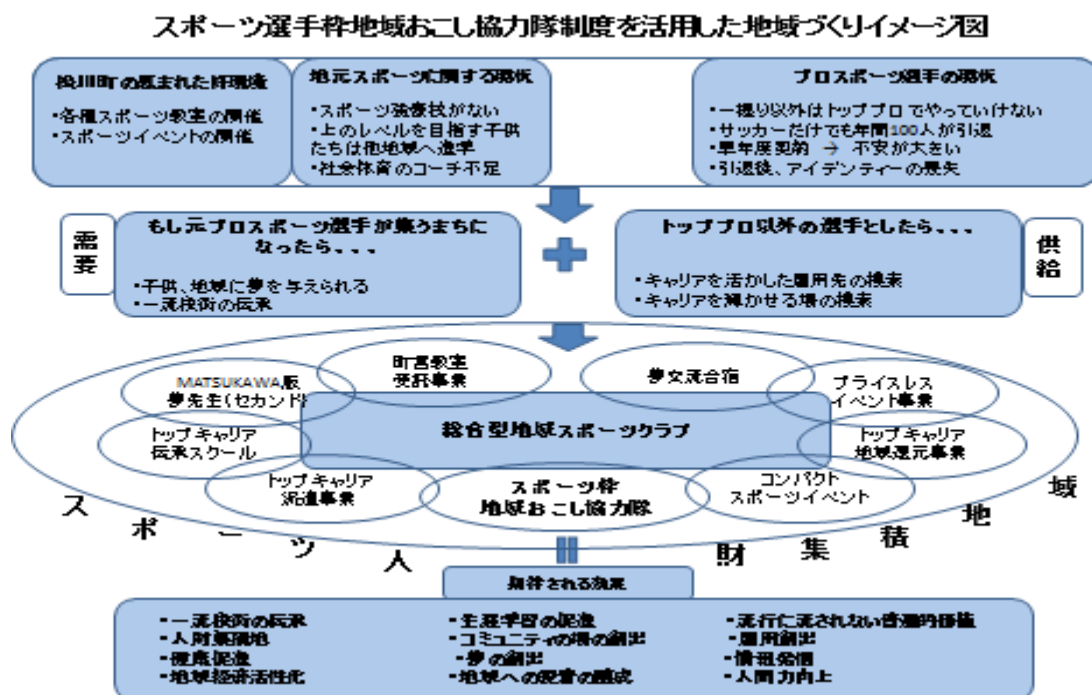 スポーツ選手枠地域おこし協力隊制度を活用した地域づくりイメージ図
松川町の恵まれた好環境
・各種スポーツ教室の開催
・スポーツイベントの開催
地元スポーツに関する現状
・スポーツ強豪校がない
・上のレベルを目指す子供
たちは他地域へ進学
・社会体育のコーチ不足
プロスポーツ選手の現状
・一握り以外はトッププロでやっていけない
・サッカーだけでも年間100人が引退
・単年度契約 → 不安が大きい
・引退後、アイデンティーの喪失
需要
もし元プロスポーツ選手が集うまちに
なったら、、、
・子供、地域に夢を与えられる
・一流技術の伝承
トッププロ以外の選手としたら、、、
・キャリアを活かした雇用先の検索
・キャリアを輝かせる場の検索
供給
MATSUKAWA版
夢先生(セカンド)
町営教室
受託事業
夢交流合宿
プライスレス
イベント事業
トップキャリア
伝承スクール
総合型地域スポーツクラブ
トップキャリア
地域還元事業
トップキャリア
派遣事業
スポーツ枠
地域おこし協力隊
コンパクト
スポーツイベント
スポーツ人財集積地域
期待される効果
・一流技術の伝承
・人財集積地
・健康促進
・地域経済活性化
・生涯学習の促進
・コミュニティの場の創出
・夢の創出
・地域への愛着の醸成
・流行に流されない普遍的価値
・雇用創出
・情報発信
・人間力向上